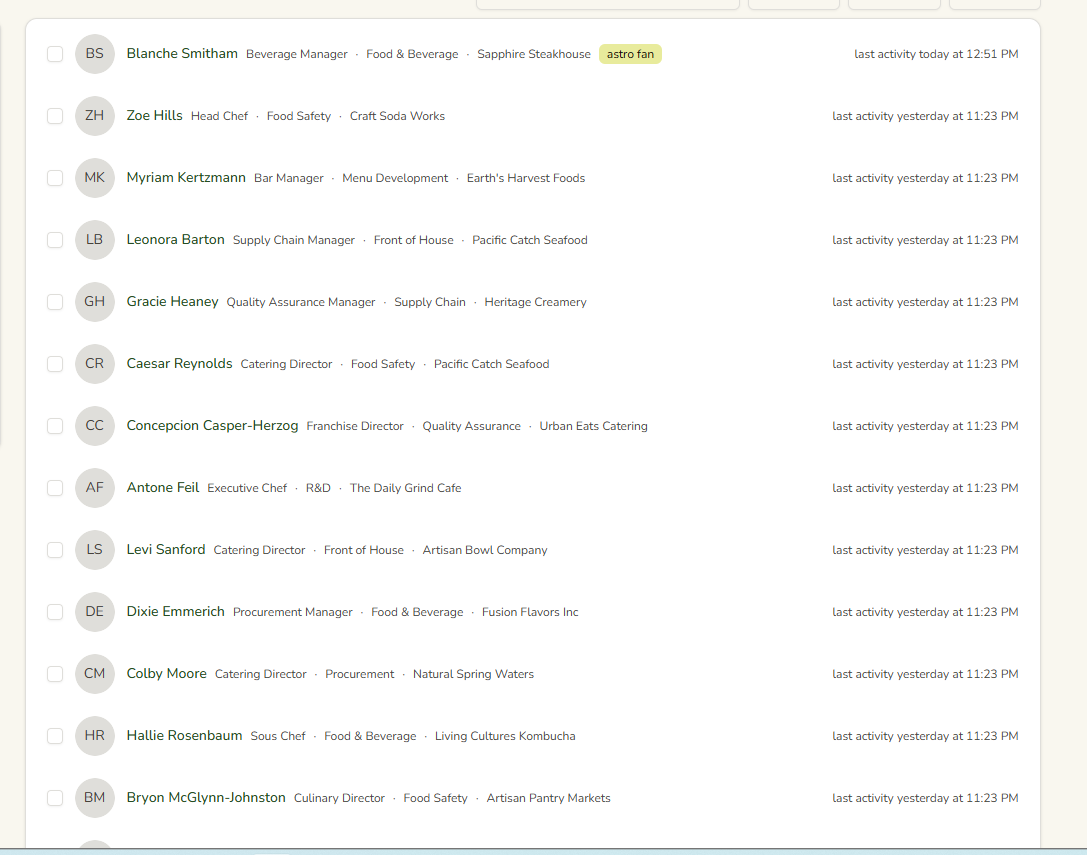 BS Blanche Smitham Beverage Manager · Food & Beverage · Sapphire Steakhouse astro fan last activity today at 12:51 PM
ZH Zoe Hills Head Chef · Food Safety · Craft Soda Works last activity yesterday at 11:23 PM
MK Myriam Kertzmann Bar Manager · Menu Development · Earth's Harvest Foods last activity yesterday at 11:23 PM
LB Leonora Barton Supply Chain Manager · Front of House · Pacific Catch Seafood last activity yesterday at 11:23 PM
GH Gracie Heaney Quality Assurance Manager · Supply Chain · Heritage Creamery last activity yesterday at 11:23 PM
CR Caesar Reynolds Catering Director · Food Safety · Pacific Catch Seafood last activity yesterday at 11:23 PM
CC Concepcion Casper-Herzog Franchise Director · Quality Assurance · Urban Eats Catering last activity yesterday at 11:23 PM
AF Antone Feil Executive Chef · R&D · The Daily Grind Cafe last activity yesterday at 11:23 PM
LS Levi Sanford Catering Director · Front of House · Artisan Bowl Company last activity yesterday at 11:23 PM
DE Dixie Emmerich Procurement Manager · Food & Beverage · Fusion Flavors Inc last activity yesterday at 11:23 PM
CM Colby Moore Catering Director · Procurement · Natural Spring Waters last activity yesterday at 11:23 PM
HR Hallie Rosenbaum Sous Chef · Food & Beverage · Living Cultures Kombucha last activity yesterday at 11:23 PM
BM Bryon McGlynn-Johnston Culinary Director · Food Safety · Artisan Pantry Markets last activity yesterday at 11:23 PM